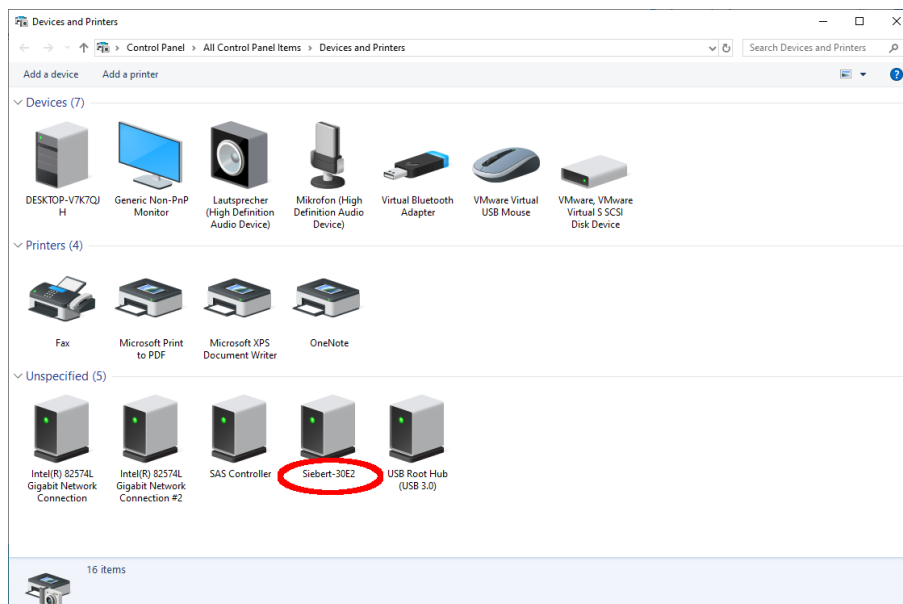 Devices and Printers
Control Panel > All Control Panel Items > Devices and Printers
Search Devices and Printers
Add a device Add a printer
?
Devices (7)
DESKTOP-V7K7QJ
H
Generic Non-PnP
Monitor
Lautsprecher
(High Definition
Audio Device)
Mikrofon (High
Definition Audio
Device)
Virtual Bluetooth
Adapter
VMware Virtual
USB Mouse
VMware, VMware
Virtual S SCSI
Disk Device
Printers (4)
Fax
Microsoft Print
to PDF
Microsoft XPS
Document Writer
OneNote
Unspecified (5)
Intel(R) 82574L
Gigabit Network
Connection
Intel(R) 82574L
Gigabit Network
Connection #2
SAS Controller
Siebert-30E2
USB Root Hub
(USB 3.0)
16 items